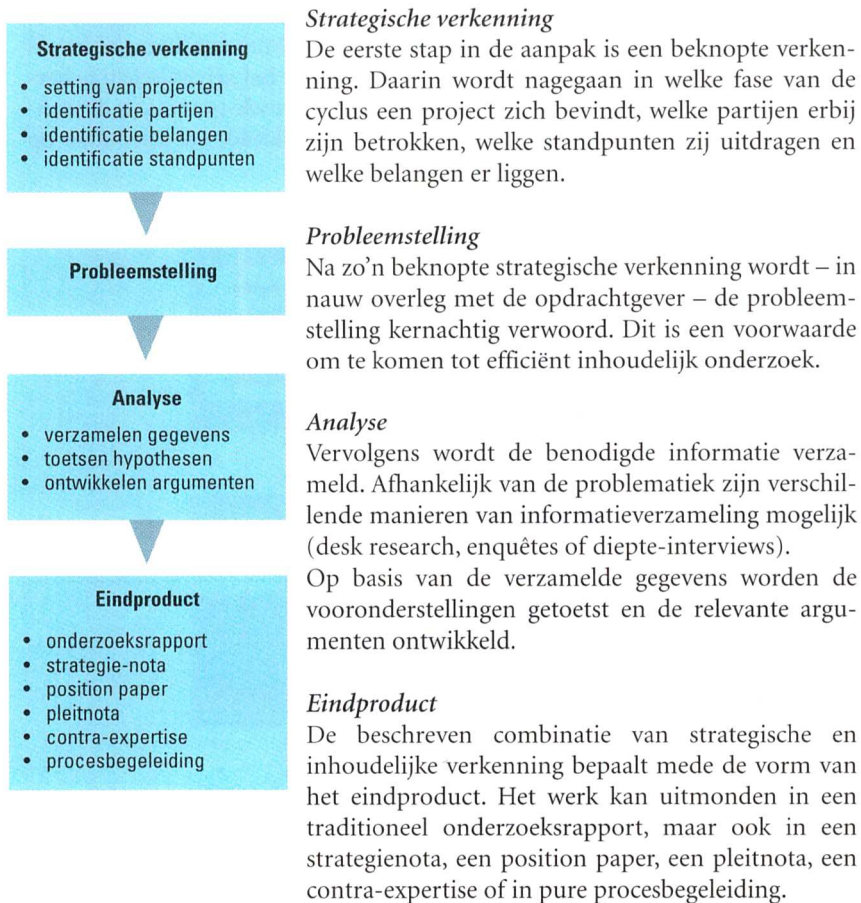 Strategische verkenning
• setting van projecten
• identificatie partijen
• identificatie belangen
• identificatie standpunten
Probleemstelling
Analyse
• verzamelen gegevens
• toetsen hypothesen
• ontwikkelen argumenten
Eindproduct
• onderzoeksrapport
• strategie-nota
• position paper
• pleitnota
• contra-expertise
• procesbegeleiding
Strategische verkenning
De eerste stap in de aanpak is een beknopte verken-
ning. Daarin wordt nagegaan in welke fase van de
cyclus een project zich bevindt, welke partijen erbij
zijn betrokken, welke standpunten zij uitdragen en
welke belangen er liggen.
Probleemstelling
Na zo'n beknopte strategische verkenning wordt – in
nauw overleg met de opdrachtgever – de probleem-
stelling kernachtig verwoord. Dit is een voorwaarde
om te komen tot efficiënt inhoudelijk onderzoek.
Analyse
Vervolgens wordt de benodigde informatie verza-
meld. Afhankelijk van de problematiek zijn verschil-
lende manieren van informatieverzameling mogelijk
(desk research, enquêtes of diepte-interviews).
Op basis van de verzamelde gegevens worden de
vooronderstellingen getoetst en de relevante argu-
menten ontwikkeld.
Eindproduct
De beschreven combinatie van strategische en
inhoudelijke verkenning bepaalt mede de vorm van
het eindproduct. Het werk kan uitmonden in een
traditioneel onderzoeksrapport, maar ook in een
strategienota, een position paper, een pleitnota, een
contra-expertise of in pure procesbegeleiding.